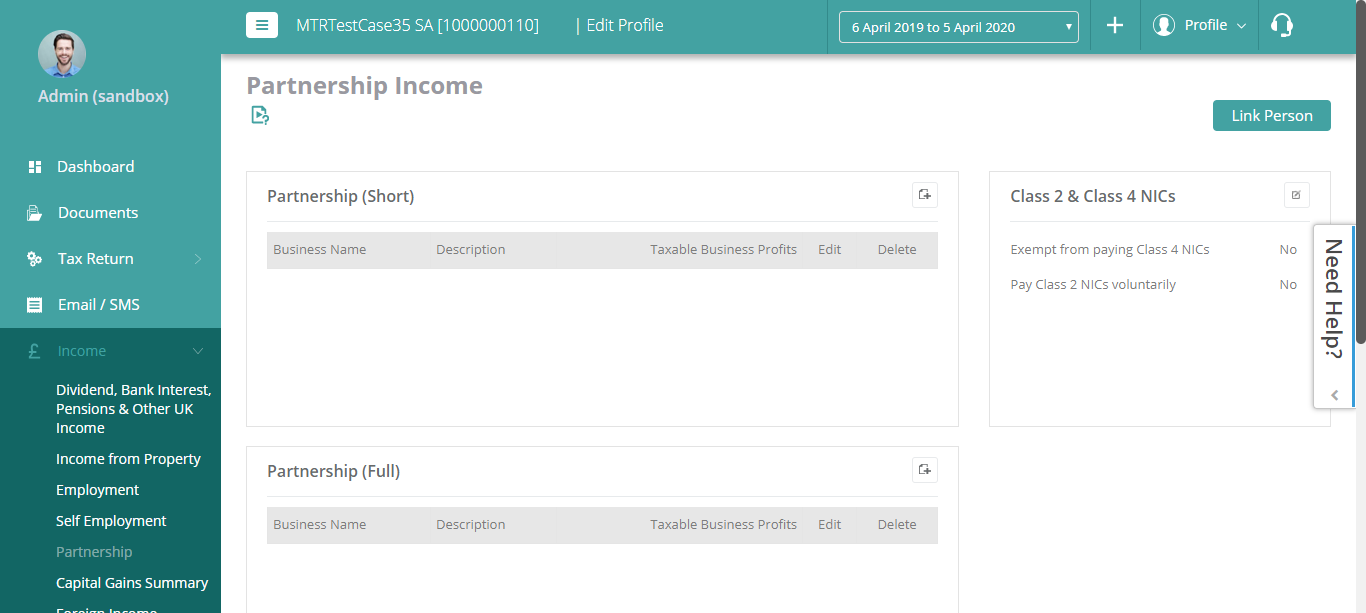 MTRTestCase35 SA [1000000110] | Edit Profile
6 April 2019 to 5 April 2020
Profile
Admin (sandbox)
Dashboard
Documents
Tax Return
Email / SMS
£ Income
Dividend, Bank Interest,
Pensions & Other UK
Income
Income from Property
Employment
Self Employment
Partnership
Capital Gains Summary
Foreign Income
Partnership Income
Link Person
Partnership (Short)
Business Name Description Taxable Business Profits Edit Delete
Class 2 & Class 4 NICs
Exempt from paying Class 4 NICs No
Pay Class 2 NICs voluntarily No
Partnership (Full)
Business Name Description Taxable Business Profits Edit Delete
Need Help?